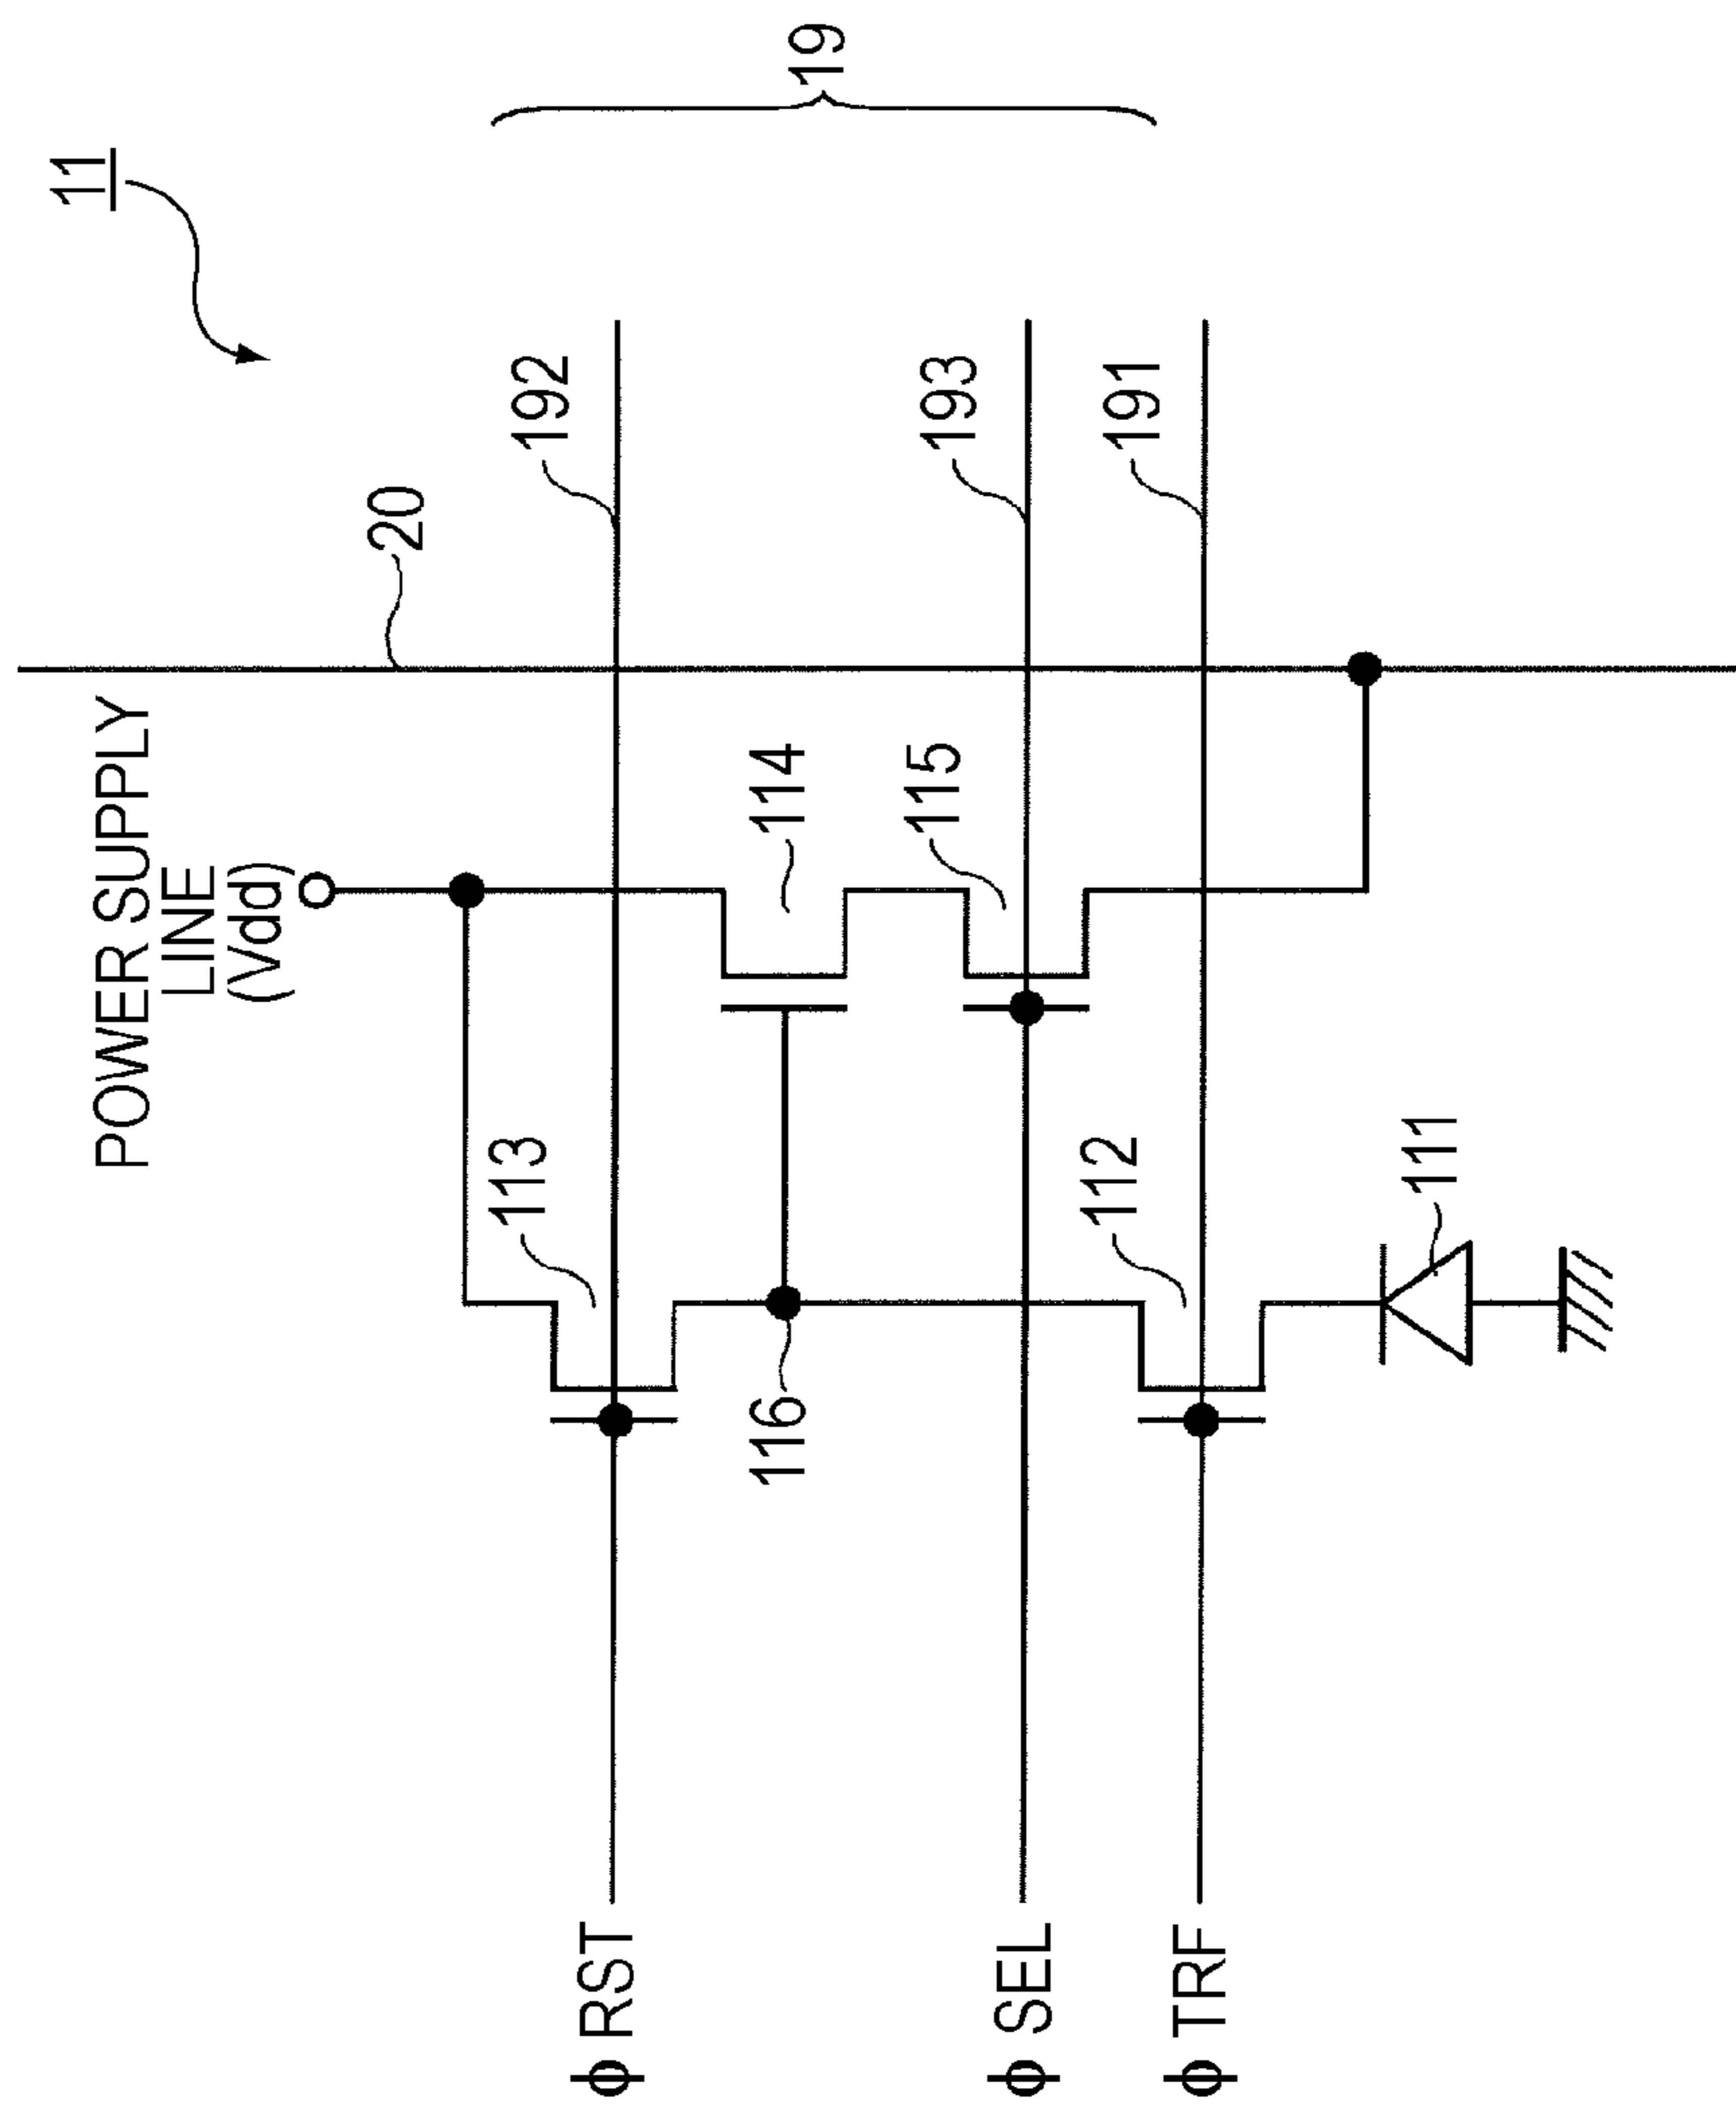 11
19
POWER SUPPLY
LINE
(Vdd)
20
192
193
191
113
114
115
116
112
111
ϕ RST
ϕ SEL
ϕ TRF